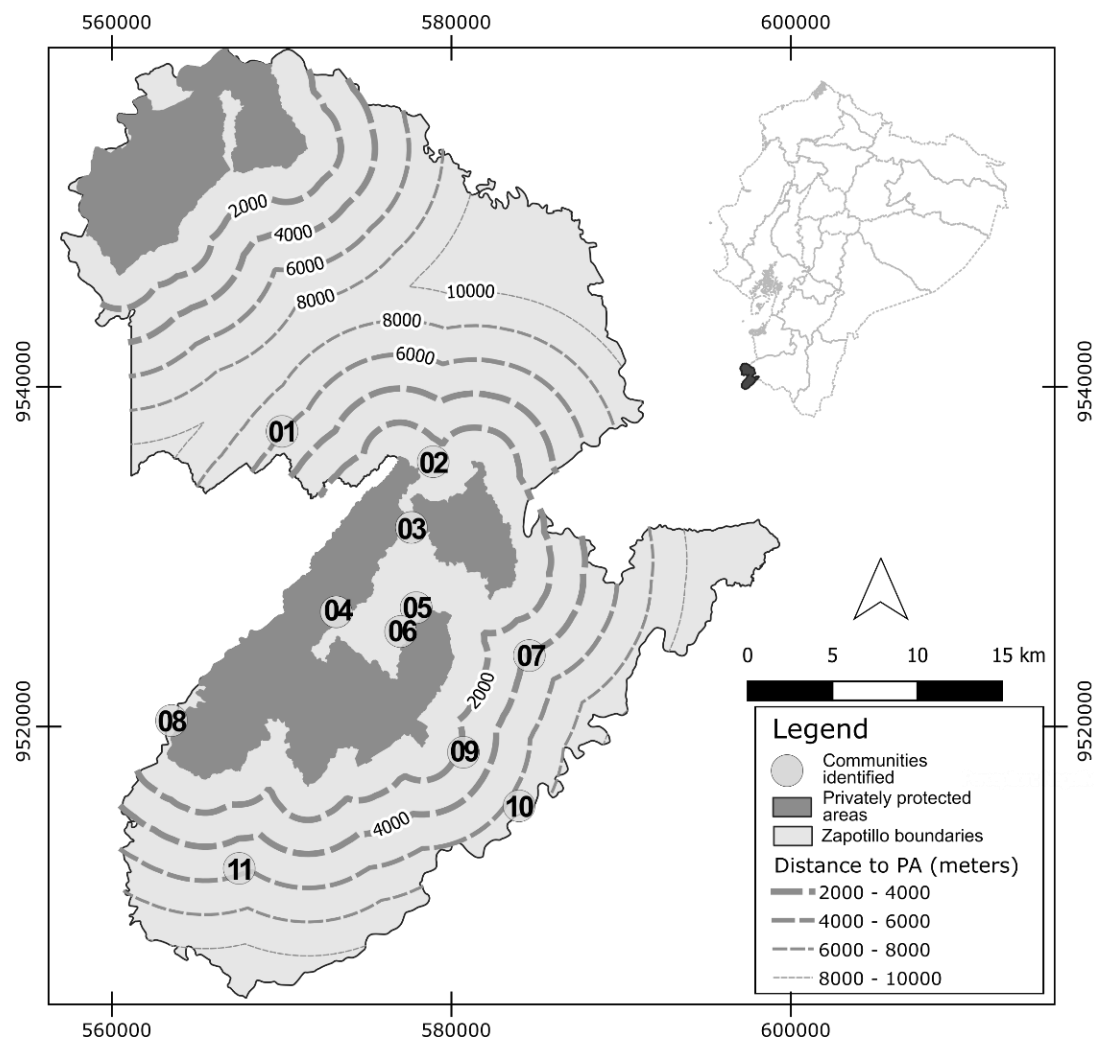 560000
580000
600000
2000
4000
6000
8000
10000
8000
6000
9540000
9540000
01
02
03
04
05
06
07
2000
0 5 10 15 km
9520000
9520000
08
09
10
4000
11
Legend
Communities
identified
Privately protected
areas
Zapotillo boundaries
Distance to PA (meters)
2000 - 4000
4000 - 6000
6000 - 8000
8000 - 10000
560000
580000
600000